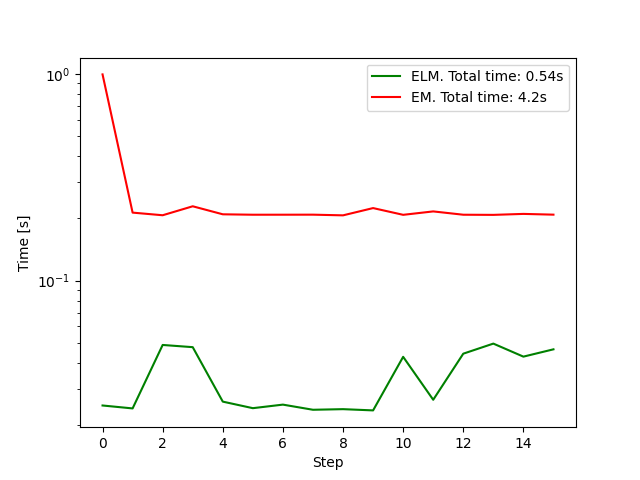 ELM. Total time: 0.54s
EM. Total time: 4.2s
10⁰
10⁻¹
Time [s]
0 2 4 6 8 10 12 14
Step